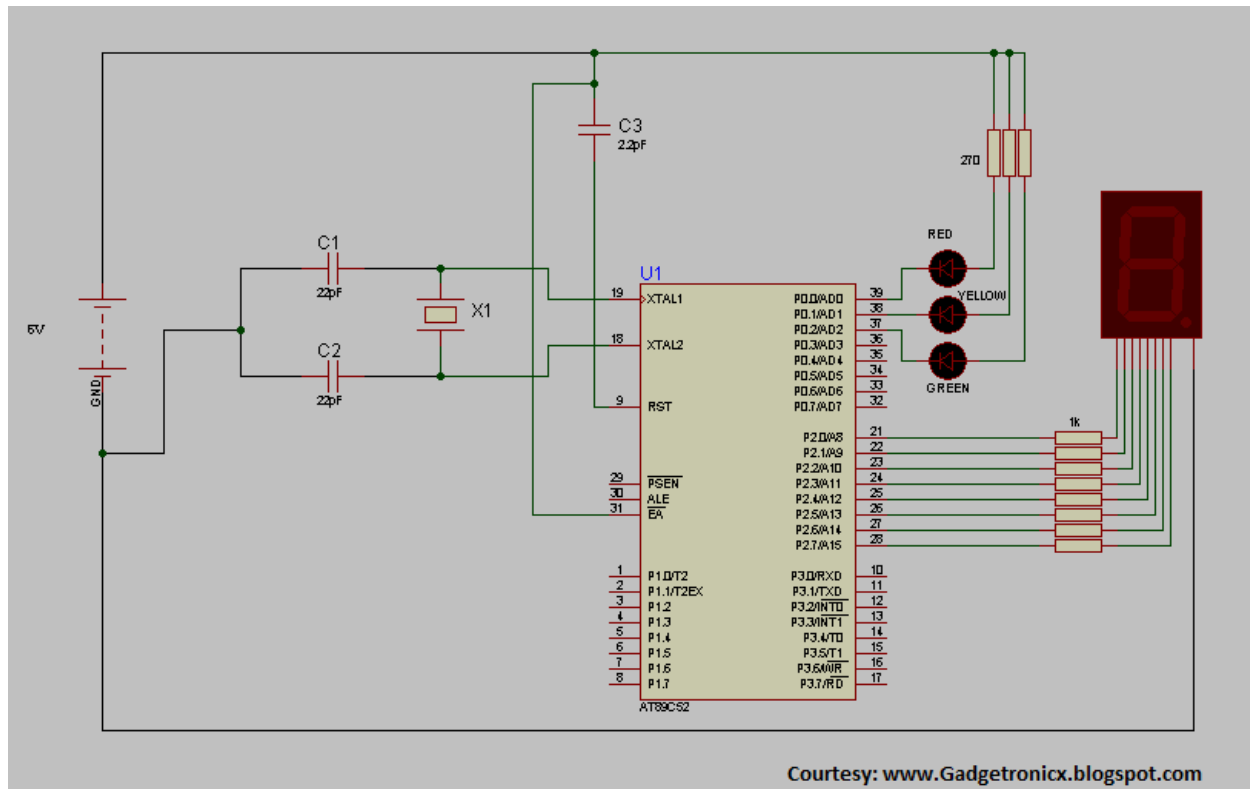 C3
22pF
270
RED
C1
22pF
X1
U1
5V
GND
C2
22pF
YELLOW
GREEN
19 XTAL1
18 XTAL2
9 RST
29 PSEN
30 ALE
31 EA
1 P1.0/T2
2 P1.1/T2EX
3 P1.2
4 P1.3
5 P1.4
6 P1.5
7 P1.6
8 P1.7
P0.0/AD0 39
P0.1/AD1 38
P0.2/AD2 37
P0.3/AD3 36
P0.4/AD4 35
P0.5/AD5 34
P0.6/AD6 33
P0.7/AD7 32
P2.0/A8 21
P2.1/A9 22
P2.2/A10 23
P2.3/A11 24
P2.4/A12 25
P2.5/A13 26
P2.6/A14 27
P2.7/A15 28
P3.0/RXD 10
P3.1/TXD 11
P3.2/INT0 12
P3.3/INT1 13
P3.4/T0 14
P3.5/T1 15
P3.6/WR 16
P3.7/RD 17
1k
AT89C52
Courtesy: www.Gadgetronicx.blogspot.com